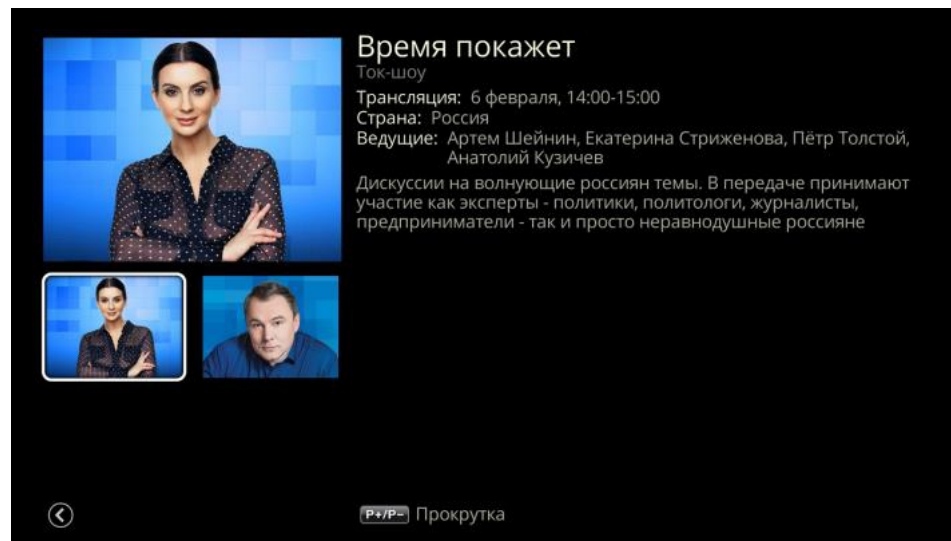 Время покажет
Ток-шоу
Трансляция: 6 февраля, 14:00-15:00
Страна: Россия
Ведущие: Артем Шейнин, Екатерина Стриженова, Пётр Толстой,
Анатолий Кузичев
Дискуссии на волнующие россиян темы. В передаче принимают
участие как эксперты - политики, политологи, журналисты,
предприниматели - так и просто неравнодушные россияне
P+/P- Прокрутка